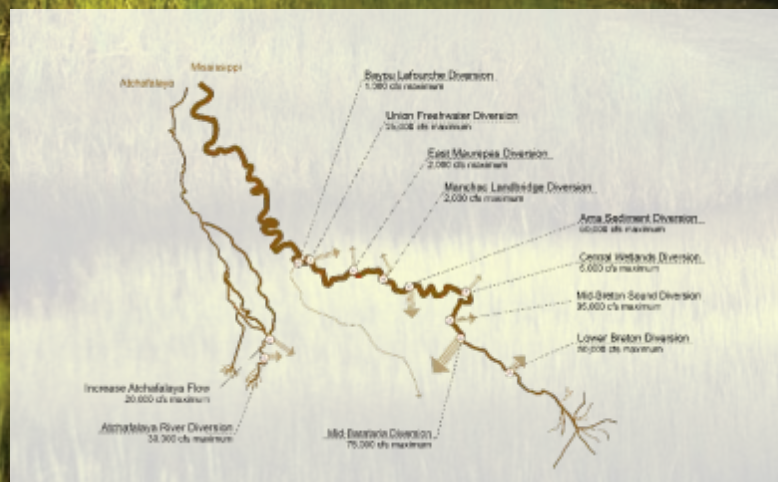 Mississippi
Atchafalaya
Bayou Lafourche Diversion
1,000 cfs maximum
Union Freshwater Diversion
25,000 cfs maximum
East Maurepas Diversion
2,000 cfs maximum
Manchac Landbridge Diversion
2,000 cfs maximum
Ama Sediment Diversion
50,000 cfs maximum
Central Wetlands Diversion
5,000 cfs maximum
Mid-Breton Sound Diversion
35,000 cfs maximum
Lower Breton Diversion
50,000 cfs maximum
Increase Atchafalaya Flow
20,000 cfs maximum
Atchafalaya River Diversion
30,000 cfs maximum
Mid-Barataria Diversion
75,000 cfs maximum